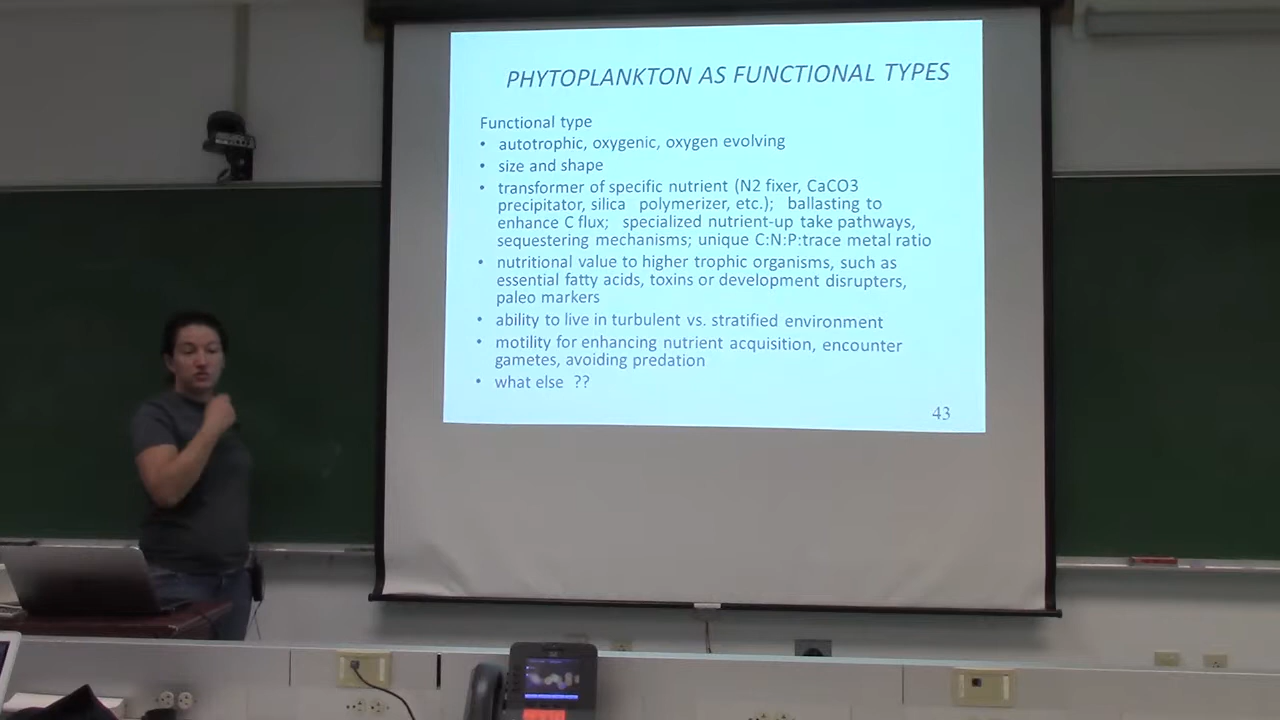 PHYTOPLANKTON AS FUNCTIONAL TYPES
Functional type
• autotrophic, oxygenic, oxygen evolving
• size and shape
• transformer of specific nutrient (N2 fixer, CaCO3
precipitator, silica polymerizer, etc.); ballasting to
enhance C flux; specialized nutrient-up take pathways,
sequestering mechanisms; unique C:N:P:trace metal ratio
• nutritional value to higher trophic organisms, such as
essential fatty acids, toxins or development disrupters,
paleo markers
• ability to live in turbulent vs. stratified environment
• motility for enhancing nutrient acquisition, encounter
gametes, avoiding predation
• what else ??
43